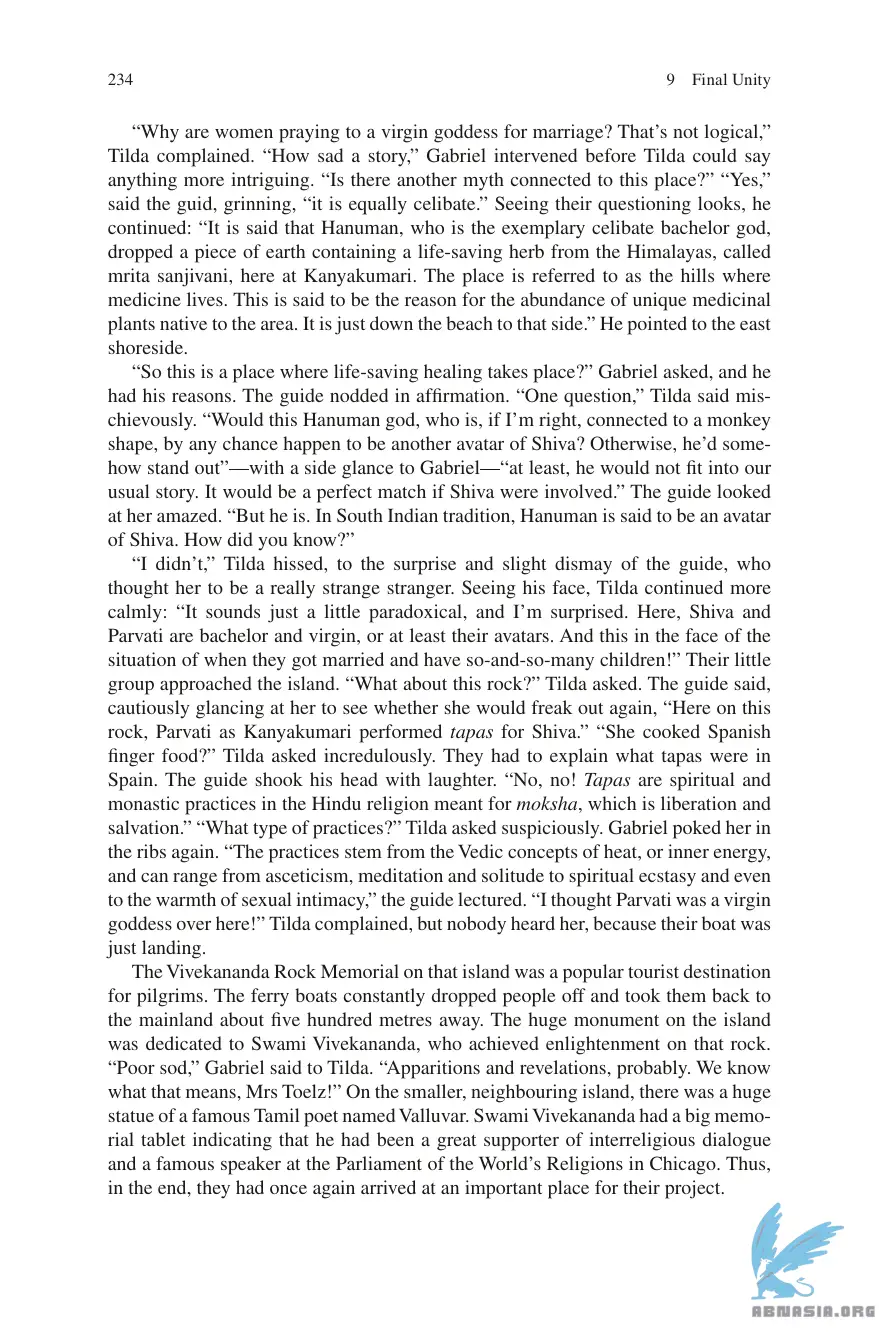 234
9 Final Unity
“Why are women praying to a virgin goddess for marriage? That’s not logical,”
Tilda complained. “How sad a story,” Gabriel intervened before Tilda could say
anything more intriguing. “Is there another myth connected to this place?” “Yes,”
said the guid, grinning, “it is equally celibate.” Seeing their questioning looks, he
continued: “It is said that Hanuman, who is the exemplary celibate bachelor god,
dropped a piece of earth containing a life-saving herb from the Himalayas, called
mrita sanjivani, here at Kanyakumari. The place is referred to as the hills where
medicine lives. This is said to be the reason for the abundance of unique medicinal
plants native to the area. It is just down the beach to that side.” He pointed to the east
shoreside.
“So this is a place where life-saving healing takes place?” Gabriel asked, and he
had his reasons. The guide nodded in affirmation. “One question,” Tilda said mis-
chievously. “Would this Hanuman god, who is, if I’m right, connected to a monkey
shape, by any chance happen to be another avatar of Shiva? Otherwise, he’d some-
how stand out”—with a side glance to Gabriel—“at least, he would not fit into our
usual story. It would be a perfect match if Shiva were involved.” The guide looked
at her amazed. “But he is. In South Indian tradition, Hanuman is said to be an avatar
of Shiva. How did you know?”
“I didn’t,” Tilda hissed, to the surprise and slight dismay of the guide, who
thought her to be a really strange stranger. Seeing his face, Tilda continued more
calmly: “It sounds just a little paradoxical, and I’m surprised. Here, Shiva and
Parvati are bachelor and virgin, or at least their avatars. And this in the face of the
situation of when they got married and have so-and-so-many children!” Their little
group approached the island. “What about this rock?” Tilda asked. The guide said,
cautiously glancing at her to see whether she would freak out again, “Here on this
rock, Parvati as Kanyakumari performed tapas for Shiva.” “She cooked Spanish
finger food?” Tilda asked incredulously. They had to explain what tapas were in
Spain. The guide shook his head with laughter. “No, no! Tapas are spiritual and
monastic practices in the Hindu religion meant for moksha, which is liberation and
salvation.” “What type of practices?” Tilda asked suspiciously. Gabriel poked her in
the ribs again. “The practices stem from the Vedic concepts of heat, or inner energy,
and can range from asceticism, meditation and solitude to spiritual ecstasy and even
to the warmth of sexual intimacy,” the guide lectured. “I thought Parvati was a virgin
goddess over here!” Tilda complained, but nobody heard her, because their boat was
just landing.
The Vivekananda Rock Memorial on that island was a popular tourist destination
for pilgrims. The ferry boats constantly dropped people off and took them back to
the mainland about five hundred metres away. The huge monument on the island
was dedicated to Swami Vivekananda, who achieved enlightenment on that rock.
“Poor sod,” Gabriel said to Tilda. “Apparitions and revelations, probably. We know
what that means, Mrs Toelz!” On the smaller, neighbouring island, there was a huge
statue of a famous Tamil poet named Valluvar. Swami Vivekananda had a big memo-
rial tablet indicating that he had been a great supporter of interreligious dialogue
and a famous speaker at the Parliament of the World’s Religions in Chicago. Thus,
in the end, they had once again arrived at an important place for their project.
ABNASIA.ORG